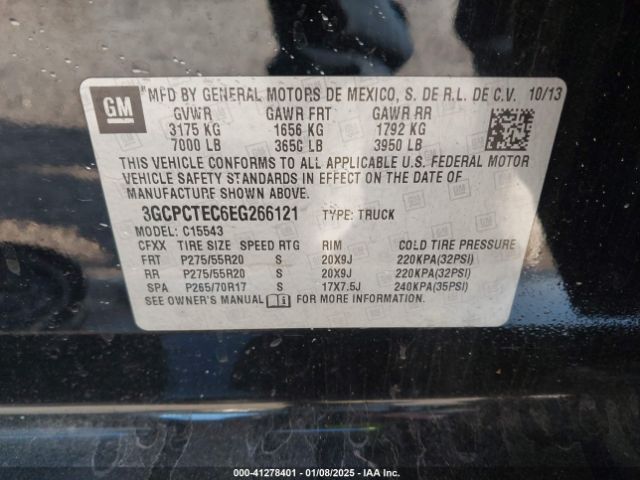 GM
MFD BY GENERAL MOTORS DE MEXICO, S. DE R.L. DE C.V. 10/13
GVWR GAWR FRT GAWR RR
3175 KG 1656 KG 1792 KG
7000 LB 3650 LB 3950 LB
THIS VEHICLE CONFORMS TO ALL APPLICABLE U.S. FEDERAL MOTOR
VEHICLE SAFETY STANDARDS IN EFFECT ON THE DATE OF
MANUFACTURE SHOWN ABOVE.
3GCPCTEC6EG266121 TYPE: TRUCK
MODEL: C15543
CFXX TIRE SIZE SPEED RTG RIM COLD TIRE PRESSURE
FRT P275/55R20 S 20X9J 220KPA(32PSI)
RR P275/55R20 S 20X9J 220KPA(32PSI)
SPA P265/70R17 S 17X7.5J 240KPA(35PSI)
SEE OWNER'S MANUAL FOR MORE INFORMATION.
000-41278401 - 01/08/2025 - IAA Inc.